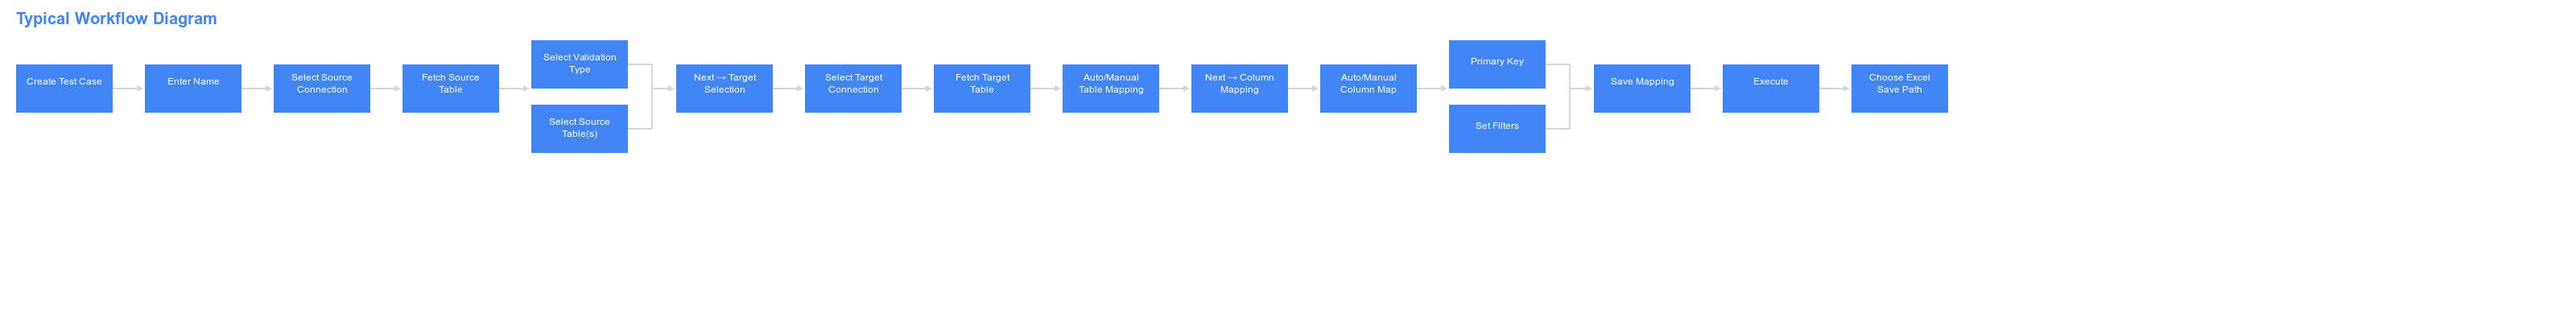 Typical Workflow Diagram
Create Test Case
Enter Name
Select Source
Connection
Fetch Source
Table
Select Validation
Type
Select Source
Table(s)
Next → Target
Selection
Select Target
Connection
Fetch Target
Table
Auto/Manual
Table Mapping
Next → Column
Mapping
Auto/Manual
Column Map
Primary Key
Set Filters
Save Mapping
Execute
Choose Excel
Save Path